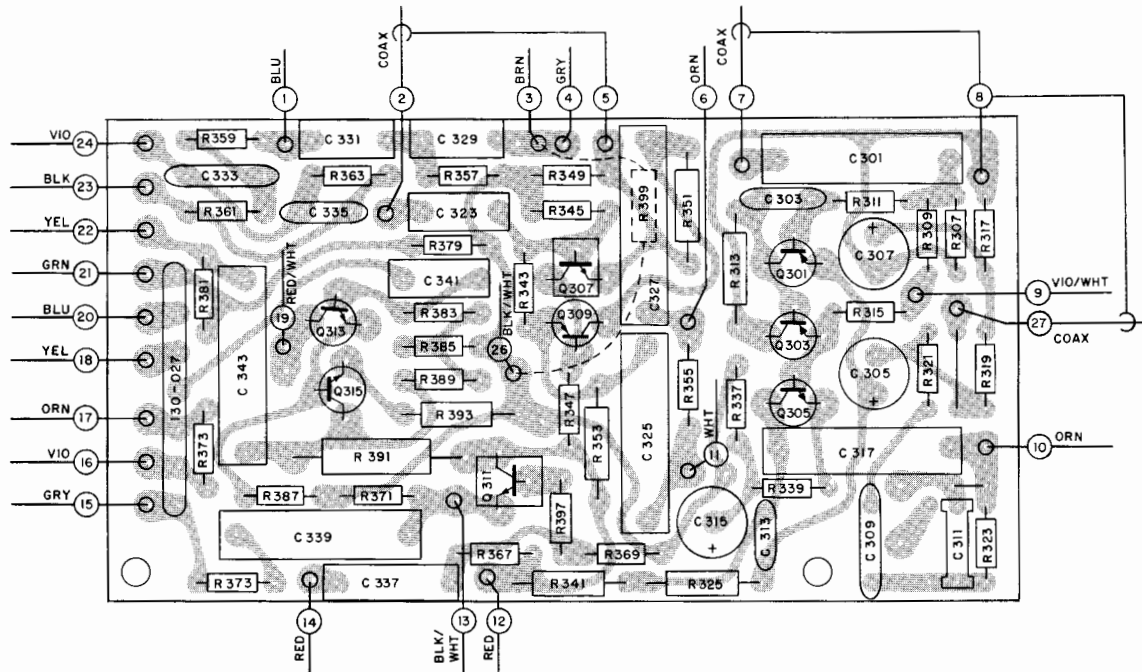 COAX
COAX
BLU
BRN
GRY
ORN
1
2
3
4
5
6
7
8
VIO 24
R359
C 331
C 329
C 327
C 301
BLK 23
C 333
R363
R357
R349
R399
R351
C 303
R311
YEL 22
R361
C 335
C 323
R345
R309
R307
R317
R379
R313
C 307
GRN 21
R381
RED/WHT
C 341
R343
Q307
Q301
9 VIO/WHT
BLU 20
19
Q313
R383
BLK/WHT
Q309
R315
27
COAX
YEL 18
C 343
R385
26
Q303
R355
C 305
R321
R319
130-027
Q315
R389
R337
ORN 17
R393
R347
R353
C 325
WHT
Q305
10 ORN
VIO 16
R373
R 391
Q311
11
C 317
GRY 15
R387
R371
R397
R339
C 339
C315
C 313
C 309
C 311
R323
R367
R369
R373
C 337
R341
R325
+
+
+
14
13
12
RED
BLK/
WHT
RED